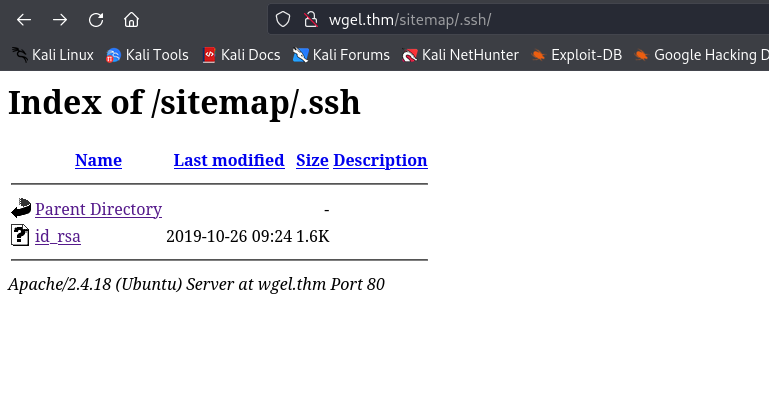 wgel.thm/sitemap/.ssh/
Kali Linux Kali Tools Kali Docs Kali Forums Kali NetHunter Exploit-DB Google Hacking D
Index of /sitemap/.ssh
Name Last modified Size Description
Parent Directory -
id_rsa 2019-10-26 09:24 1.6K
Apache/2.4.18 (Ubuntu) Server at wgel.thm Port 80